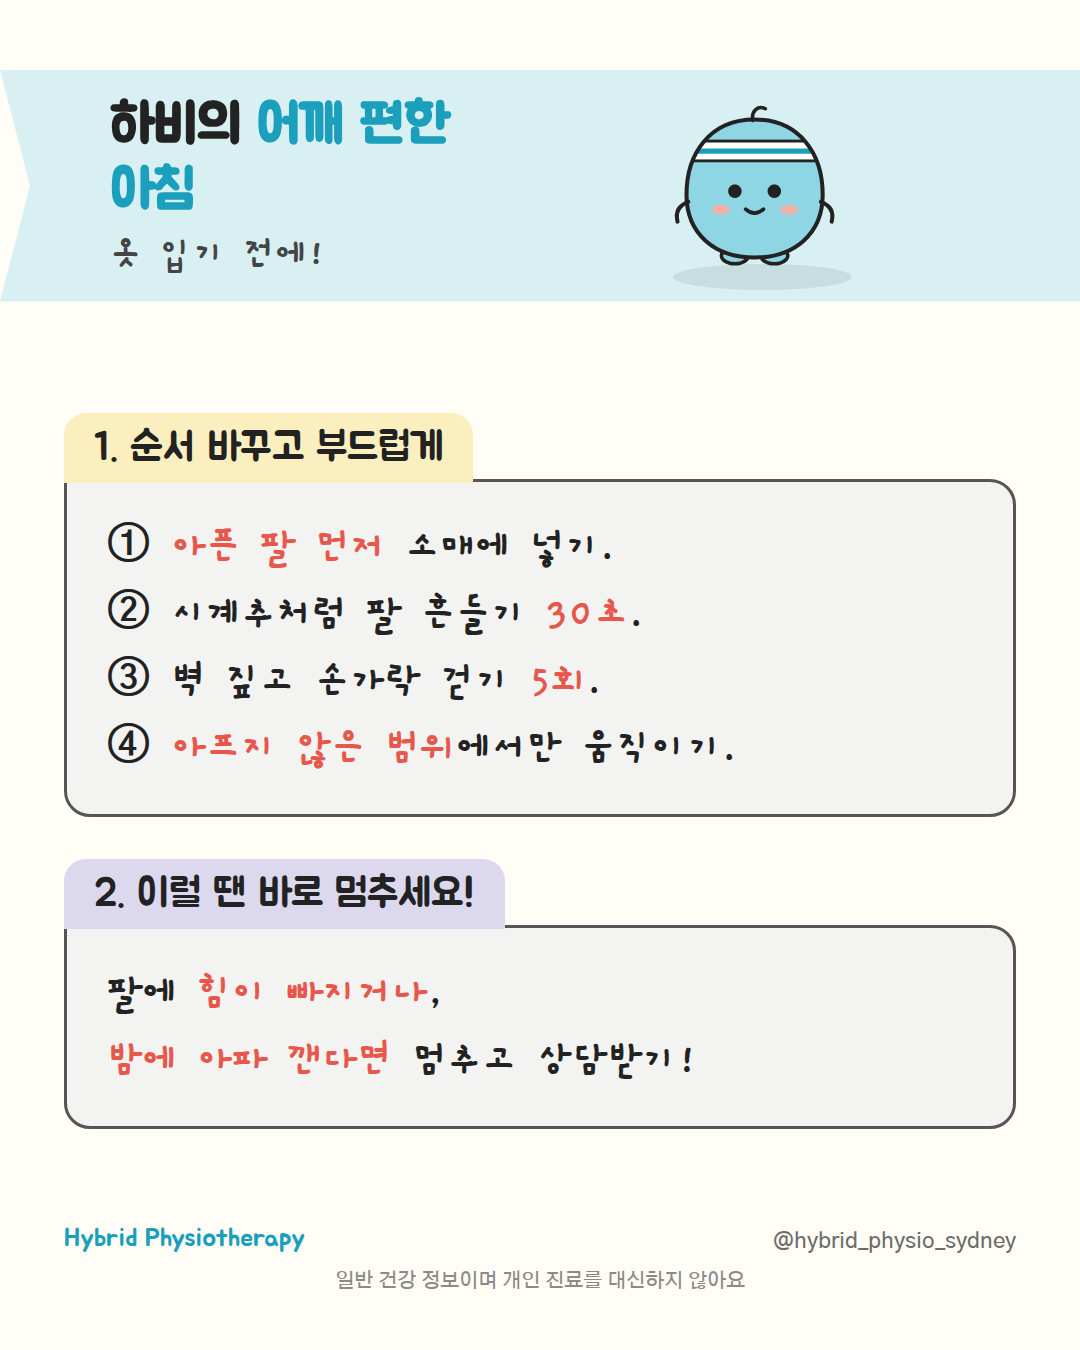 하비의 어깨 편한
아침
옷 입기 전에!
1. 순서 바꾸고 부드럽게
① 아픈 팔 먼저 소매에 넣기.
② 시계추처럼 팔 흔들기 30초.
③ 벽 짚고 손가락 걷기 5회.
④ 아프지 않은 범위에서만 움직이기.
2. 이럴 땐 바로 멈추세요!
팔에 힘이 빠지거나,
밤에 아파 깬다면 멈추고 상담받기!
Hybrid Physiotherapy
@hybrid_physio_sydney
일반 건강 정보이며 개인 진료를 대신하지 않아요